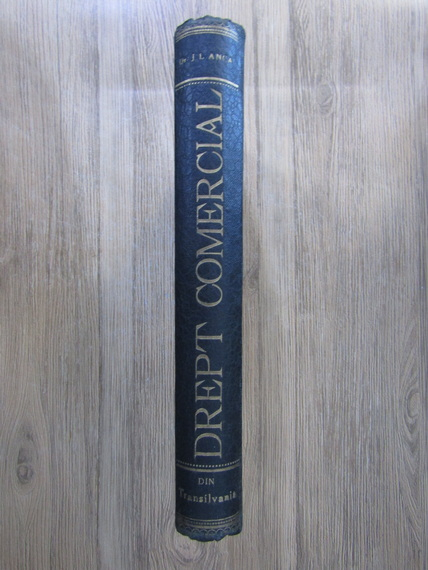 Dr J. L. ANCA
DREPT COMERCIAL
DIN
Transilvania